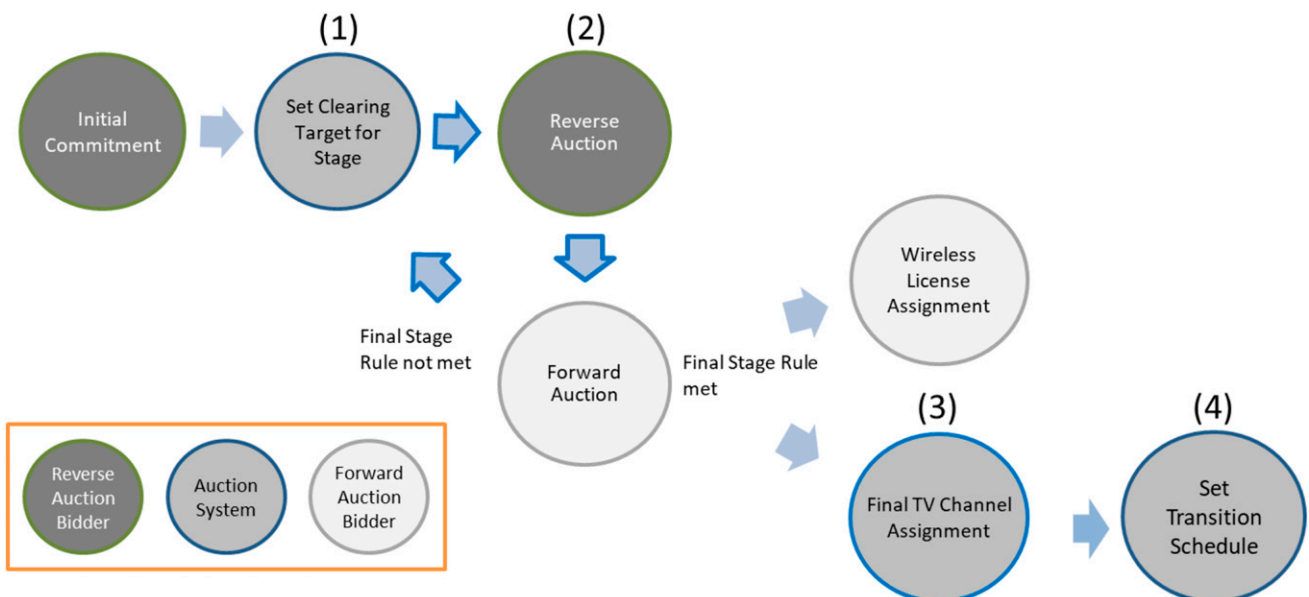 (1)
(2)
Initial
Commitment
Set Clearing
Target for
Stage
Reverse
Auction
Wireless
License
Assignment
Final Stage
Rule not met
Forward
Auction
Final Stage Rule
met
(3)
(4)
Reverse
Auction
Bidder
Auction
System
Forward
Auction
Bidder
Final TV Channel
Assignment
Set
Transition
Schedule